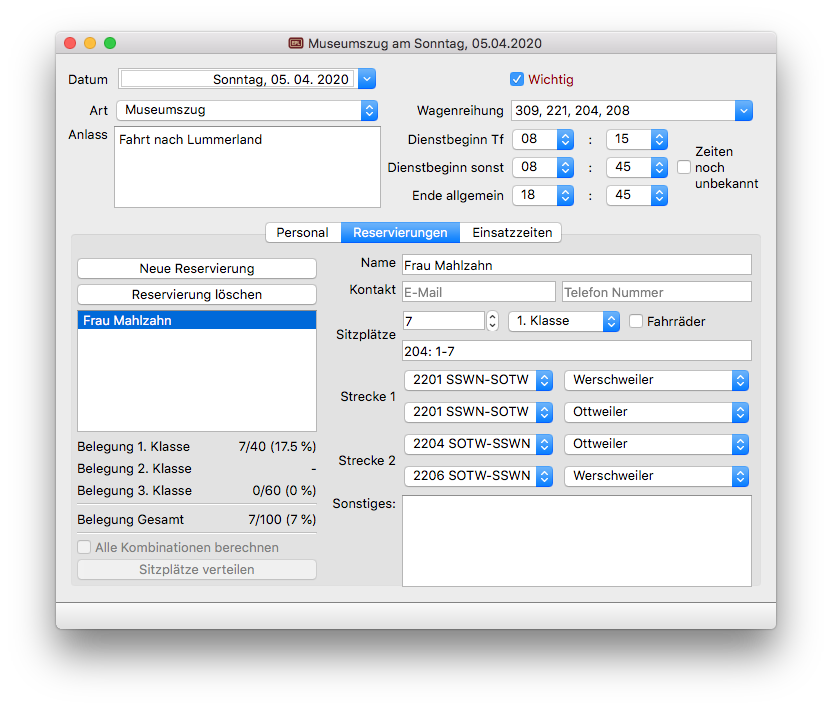 Museumszug am Sonntag, 05.04.2020
Datum Sonntag, 05. 04. 2020 Wichtig
Art Museumszug Wagenreihung 309, 221, 204, 208
Anlass Fahrt nach Lummerland
Dienstbeginn Tf 08 : 15
Dienstbeginn sonst 08 : 45
Ende allgemein 18 : 45
Zeiten
noch
unbekannt
Personal Reservierungen Einsatzzeiten
Neue Reservierung
Reservierung löschen
Frau Mahlzahn
Belegung 1. Klasse 7/40 (17.5 %)
Belegung 2. Klasse -
Belegung 3. Klasse 0/60 (0 %)
Belegung Gesamt 7/100 (7 %)
Alle Kombinationen berechnen
Sitzplätze verteilen
Name Frau Mahlzahn
Kontakt E-Mail Telefon Nummer
Sitzplätze 7 1. Klasse Fahrräder
204: 1-7
Strecke 1 2201 SSWN-SOTW Werschweiler
2201 SSWN-SOTW Ottweiler
Strecke 2 2204 SOTW-SSWN Ottweiler
2206 SOTW-SSWN Werschweiler
Sonstiges: